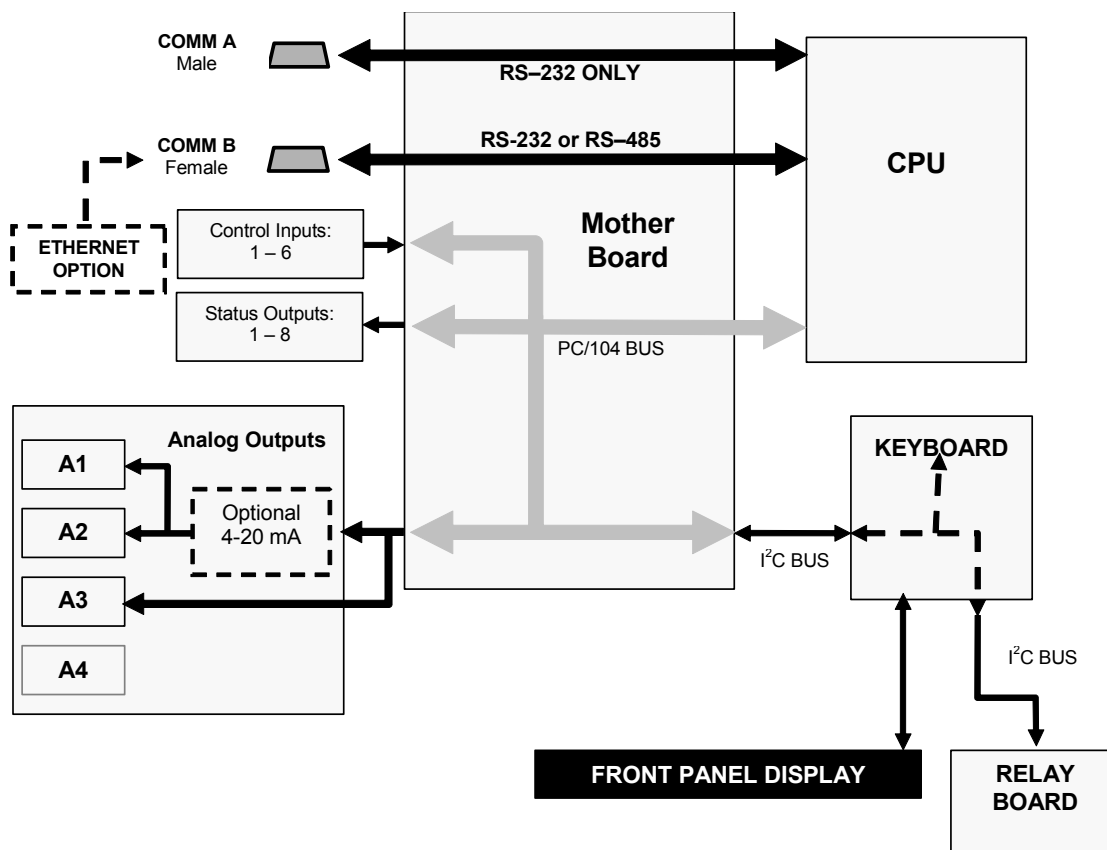 COMM A
Male
RS–232 ONLY
COMM B
Female
RS-232 or RS–485
CPU
ETHERNET
OPTION
Control Inputs:
1 – 6
Mother
Board
Status Outputs:
1 – 8
PC/104 BUS
Analog Outputs
A1
A2
A3
A4
Optional
4-20 mA
KEYBOARD
I²C BUS
I²C BUS
FRONT PANEL DISPLAY
RELAY
BOARD